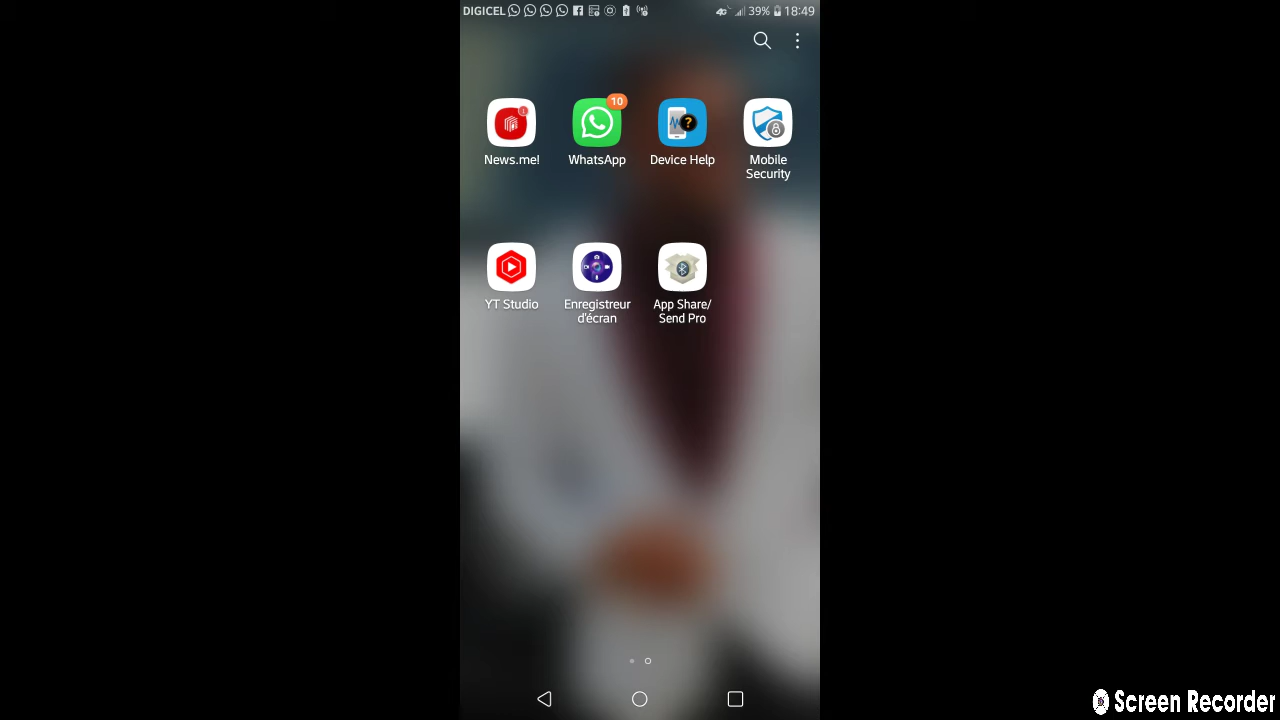 DIGICEL 4G 39% 18:49
10
News.me! WhatsApp Device Help Mobile Security
YT Studio Enregistreur d'écran App Share/ Send Pro
Screen Recorder